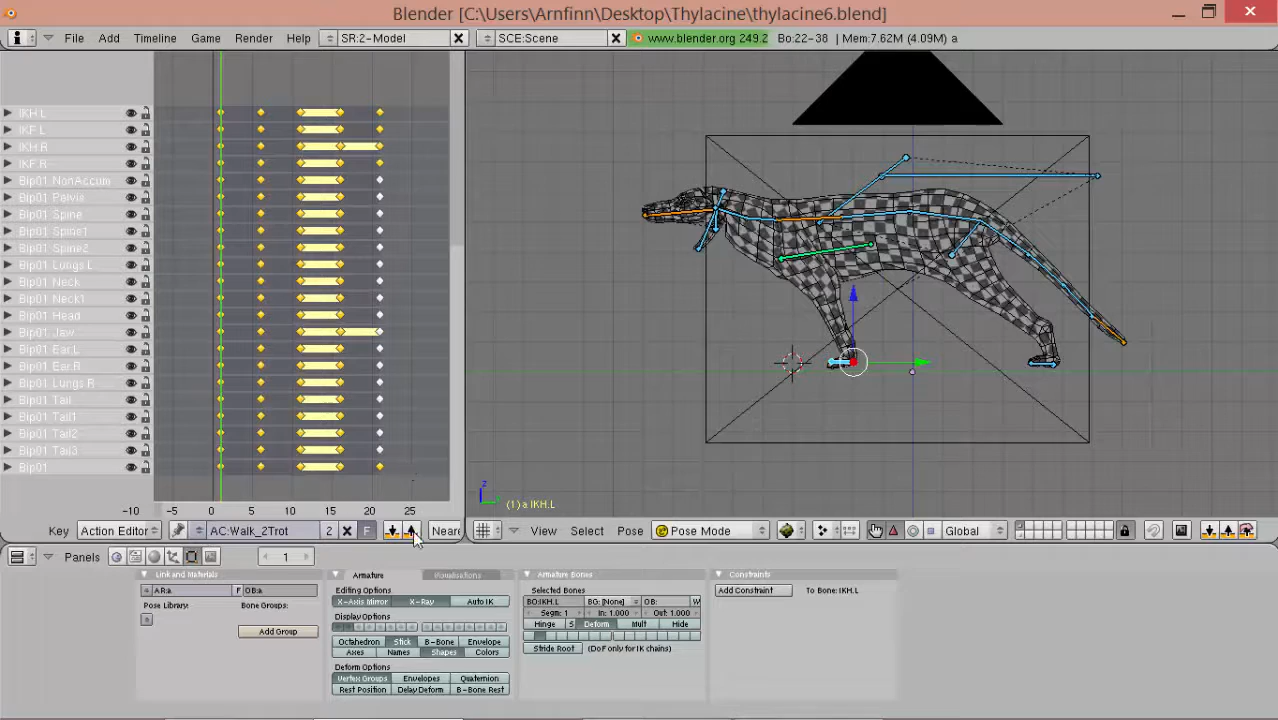 Blender [C:\Users\Arnfinn\Desktop\Thylacine\thylacine6.blend]
File Add Timeline Game Render Help SR:2-Model SCE:Scene www.blender.org 249.2 Bo:22-38 | Mem:7.62M (4.09M) a
IKH L
IKF L
IKH R
IKF R
Bip01 NonAccum
Bip01 Pelvis
Bip01 Spine
Bip01 Spine1
Bip01 Spine2
Bip01 Lungs L
Bip01 Neck
Bip01 Neck1
Bip01 Head
Bip01 Jaw
Bip01 Ear L
Bip01 Ear R
Bip01 Lungs R
Bip01 Tail
Bip01 Tail1
Bip01 Tail2
Bip01 Tail3
Bip01
-10 -5 0 5 10 15 20 25
z
(1) a IKH.L
Key Action Editor AC:Walk_2Trot 2 F Neare
View Select Pose Pose Mode Global
Panels 1
Link and Materials
AR:a F OB:a
Pose Library: Bone Groups:
Add Group
Armature Visualisations
Editing Options
X-Axis Mirror X-Ray Auto IK
Display Options
Octahedron Stick B-Bone Envelope
Axes Names Shapes Colors
Deform Options
Vertex Groups Envelopes Quaternion
Rest Position Delay Deform B-Bone Rest
Armature Bones
Selected Bones
BO:IKH.L BG: [None] OB: W
Segm: 1 In: 1.000 Out: 1.000
Hinge S Deform Mult Hide
Stride Root (DoF only for IK chains)
Constraints
Add Constraint To Bone: IKH.L